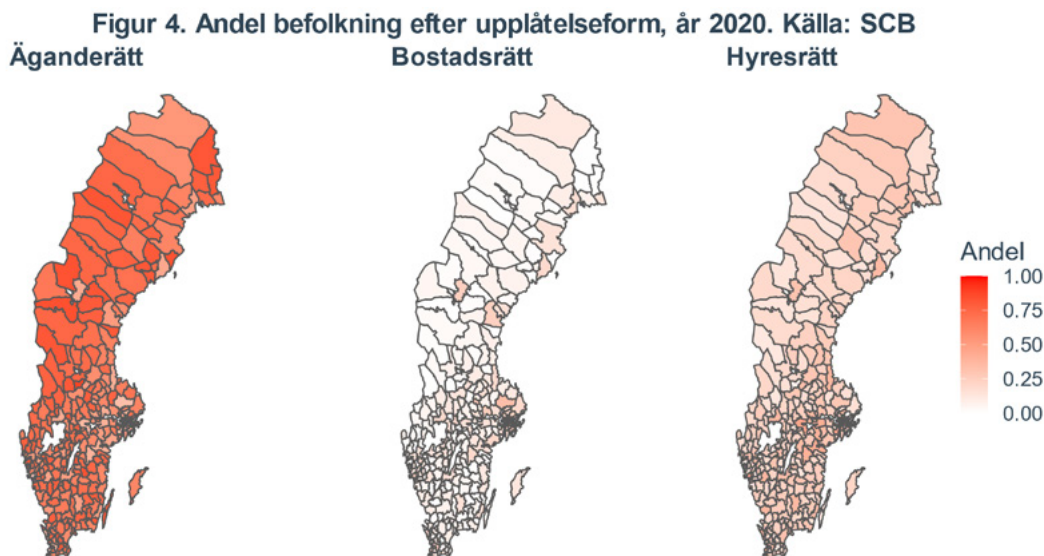 Figur 4. Andel befolkning efter upplåtelseform, år 2020. Källa: SCB
Äganderätt
Bostadsrätt
Hyresrätt
Andel
1.00
0.75
0.50
0.25
0.00